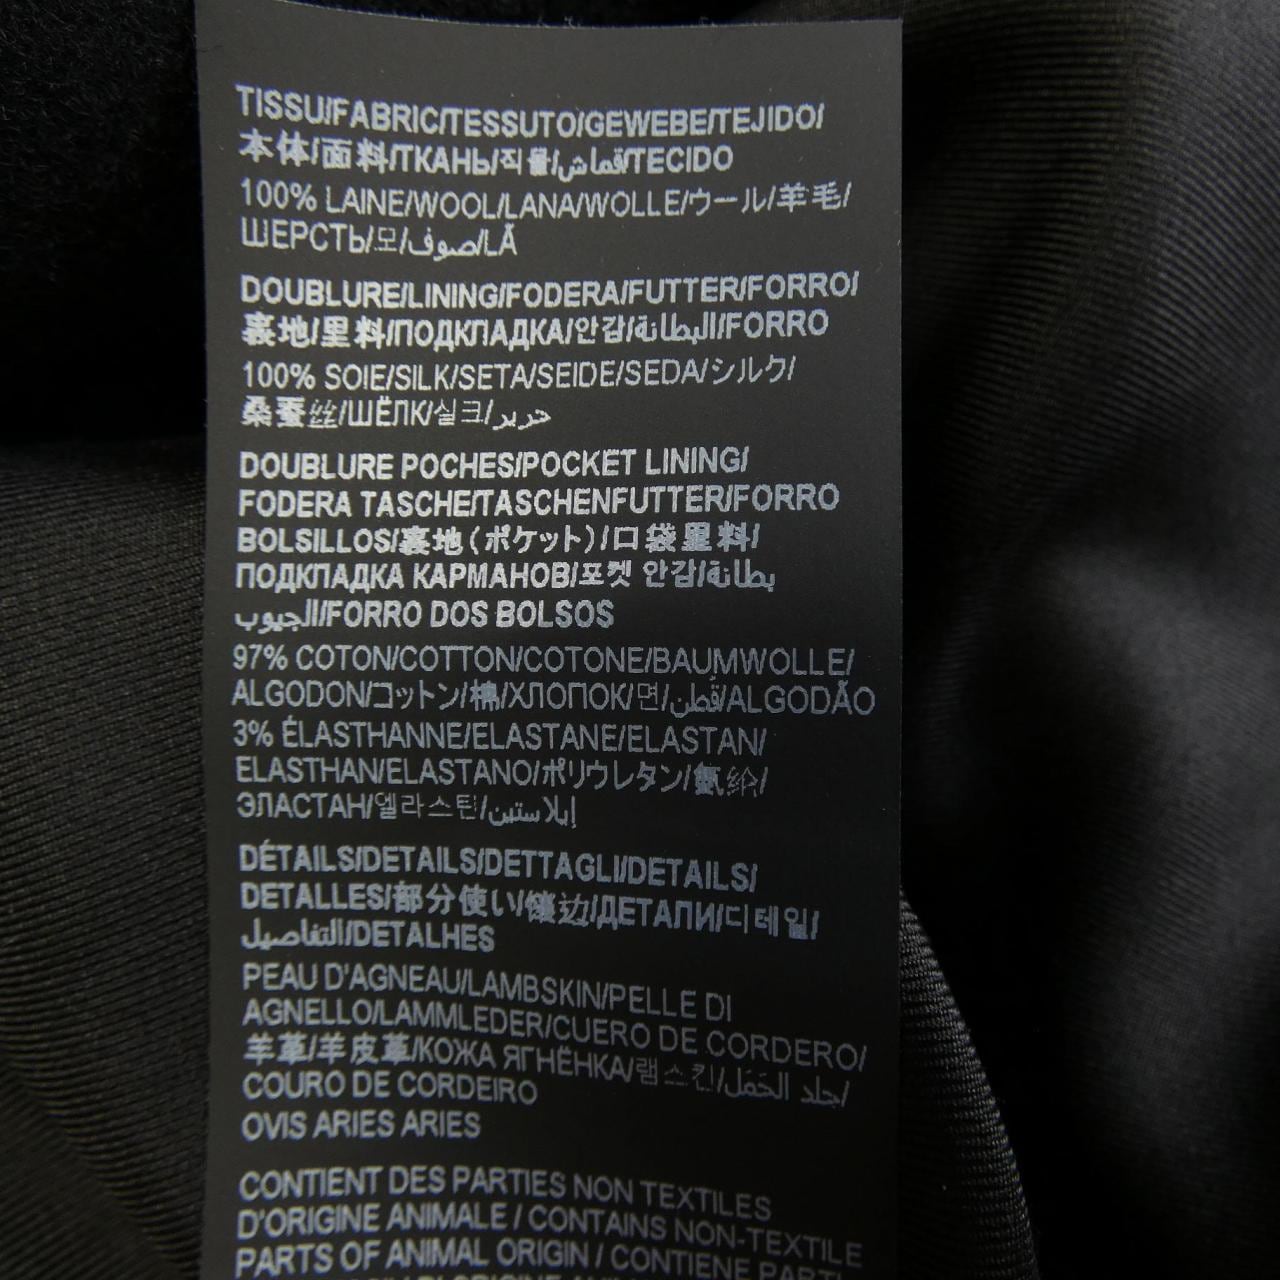 TISSU/FABRIC/TESSUTO/GEWEBE/TEJIDO/
本体/面料/ТКАНЬ/직물/قماش/TECIDO
100% LAINE/WOOL/LANA/WOLLE/ウール/羊毛/
ШЕРСТЬ/모/صوف/LÃ
DOUBLURE/LINING/FODERA/FUTTER/FORRO/
裏地/里料/ПОДКПАДКА/안감/البطانة/FORRO
100% SOIE/SILK/SETA/SEIDE/SEDA/シルク/
桑蚕丝/ШЁЛК/실크/حرير
DOUBLURE POCHES/POCKET LINING/
FODERA TASCHE/TASCHENFUTTER/FORRO
BOLSILLOS/裏地(ポケット)/口袋里料/
ПОДКПАДКА КАРМАНОВ/포켓 안감/بطانة
الجيوب/FORRO DOS BOLSOS
97% COTON/COTTON/COTONE/BAUMWOLLE/
ALGODON/コットン/棉/ХЛОПОК/면/قُطن/ALGODÃO
3% ÉLASTHANNE/ELASTANE/ELASTAN/
ELASTHAN/ELASTANO/ポリウレタン/氨纶/
ЭЛАСТАН/엘라스틴/إيلاستين
DÉTAILS/DETAILS/DETTAGLI/DETAILS/
DETALLES/部分使い/镶边/ДЕТАПИ/디테일/
التفاصيل/DETALHES
PEAU D'AGNEAU/LAMBSKIN/PELLE DI
AGNELLO/LAMMLEDER/CUERO DE CORDERO/
羊革/羊皮革/КОЖА ЯГНЁНКА/램스킨/جلد الحَمَل/
COURO DE CORDEIRO
OVIS ARIES ARIES
CONTIENT DES PARTIES NON TEXTILES
D'ORIGINE ANIMALE / CONTAINS NON-TEXTILE
PARTS OF ANIMAL ORIGIN / CONTIENE PARTI